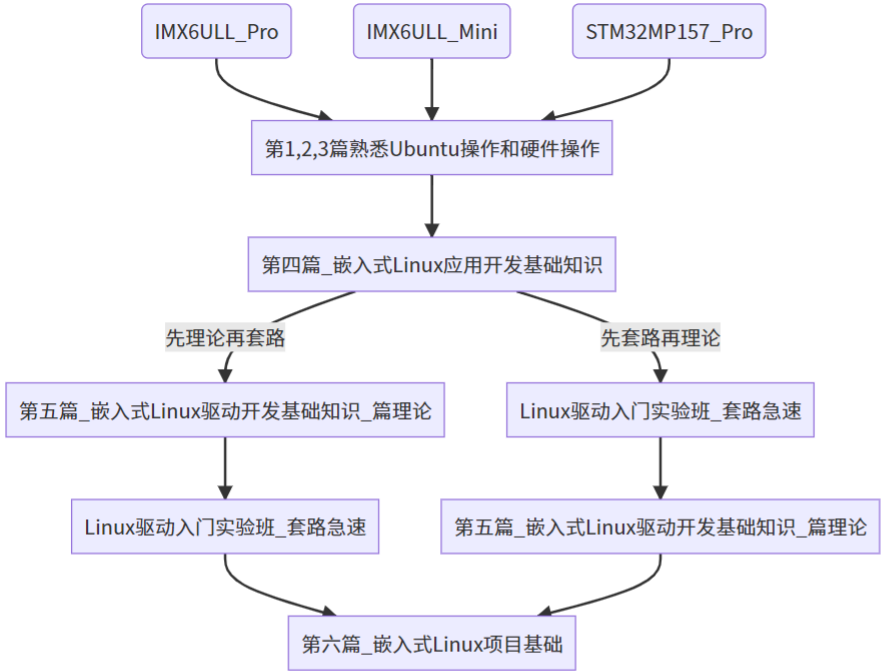 IMX6ULL_Pro
IMX6ULL_Mini
STM32MP157_Pro
第1,2,3篇熟悉Ubuntu操作和硬件操作
第四篇_嵌入式Linux应用开发基础知识
先理论再套路
先套路再理论
第五篇_嵌入式Linux驱动开发基础知识_篇理论
Linux驱动入门实验班_套路急速
Linux驱动入门实验班_套路急速
第五篇_嵌入式Linux驱动开发基础知识_篇理论
第六篇_嵌入式Linux项目基础